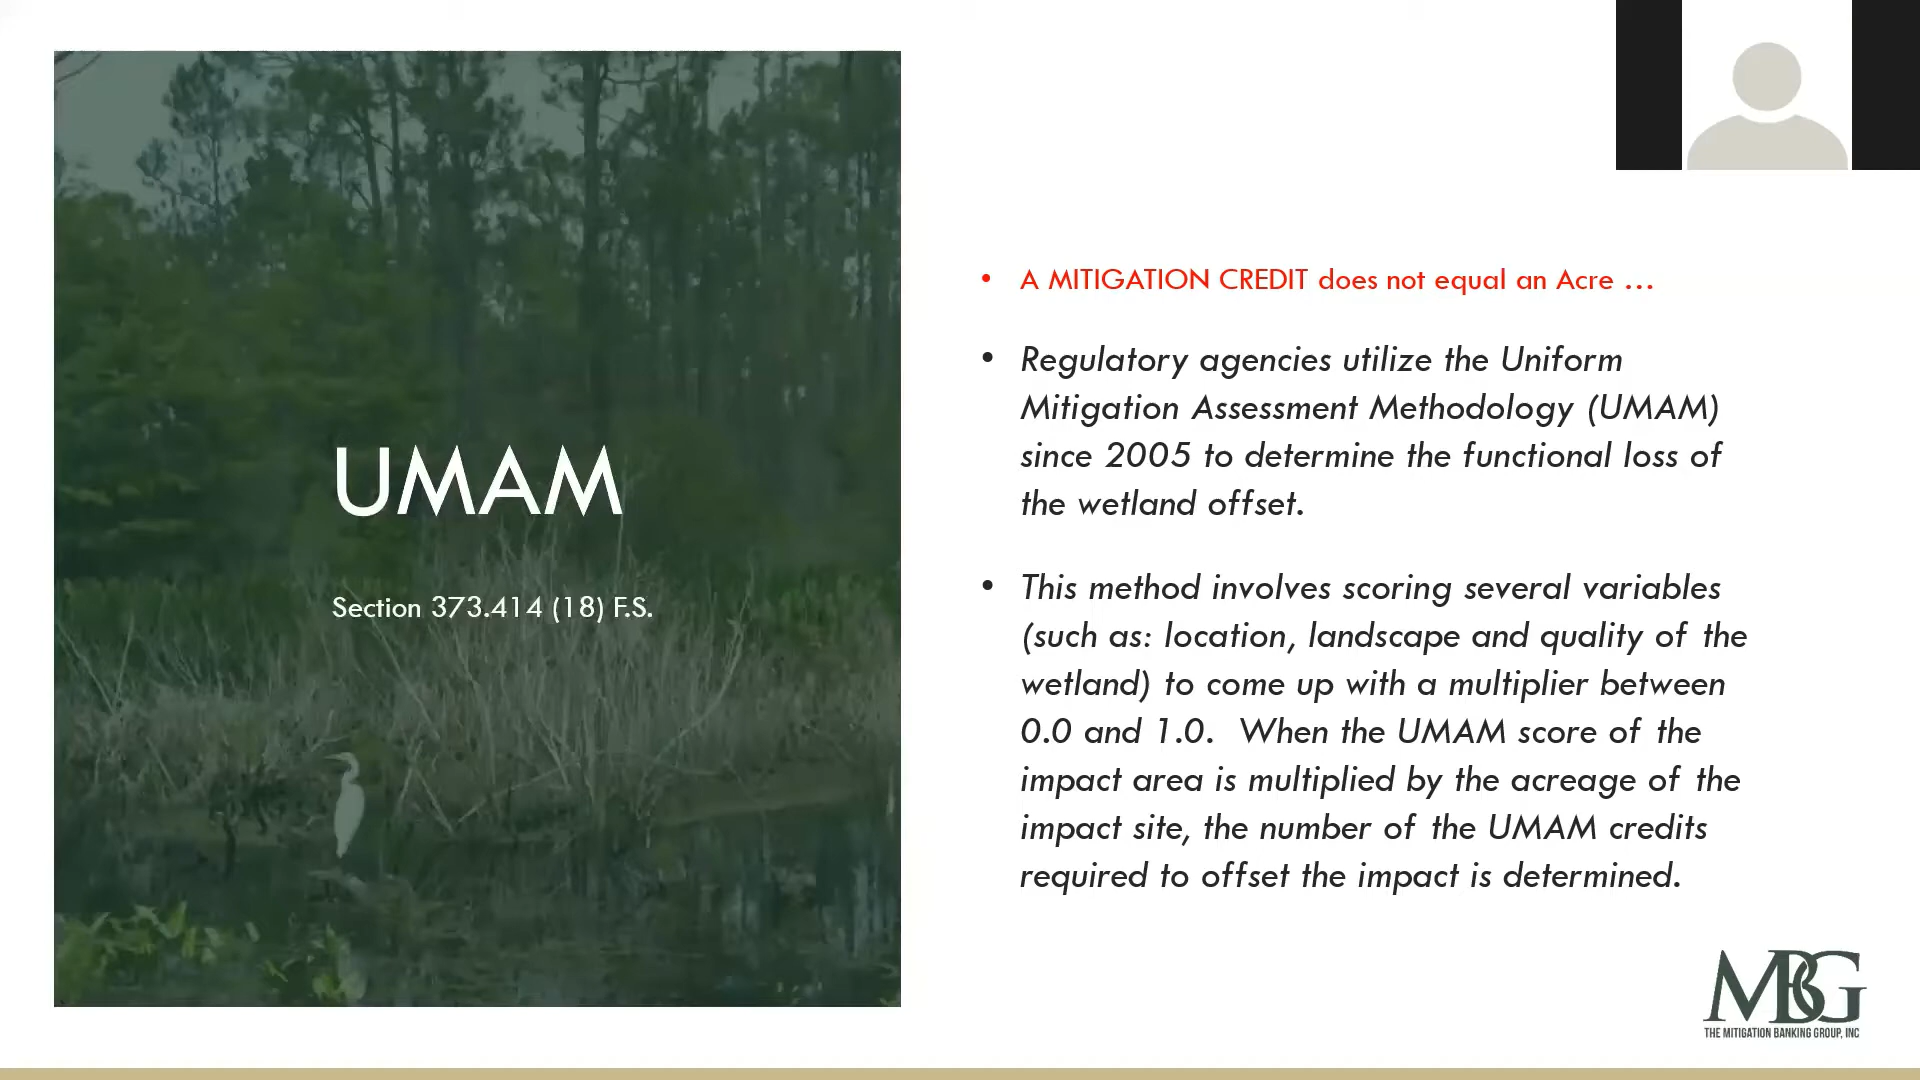 UMAM
Section 373.414 (18) F.S.
• A MITIGATION CREDIT does not equal an Acre ...
• Regulatory agencies utilize the Uniform
Mitigation Assessment Methodology (UMAM)
since 2005 to determine the functional loss of
the wetland offset.
• This method involves scoring several variables
(such as: location, landscape and quality of the
wetland) to come up with a multiplier between
0.0 and 1.0. When the UMAM score of the
impact area is multiplied by the acreage of the
impact site, the number of the UMAM credits
required to offset the impact is determined.
MBG
THE MITIGATION BANKING GROUP, INC